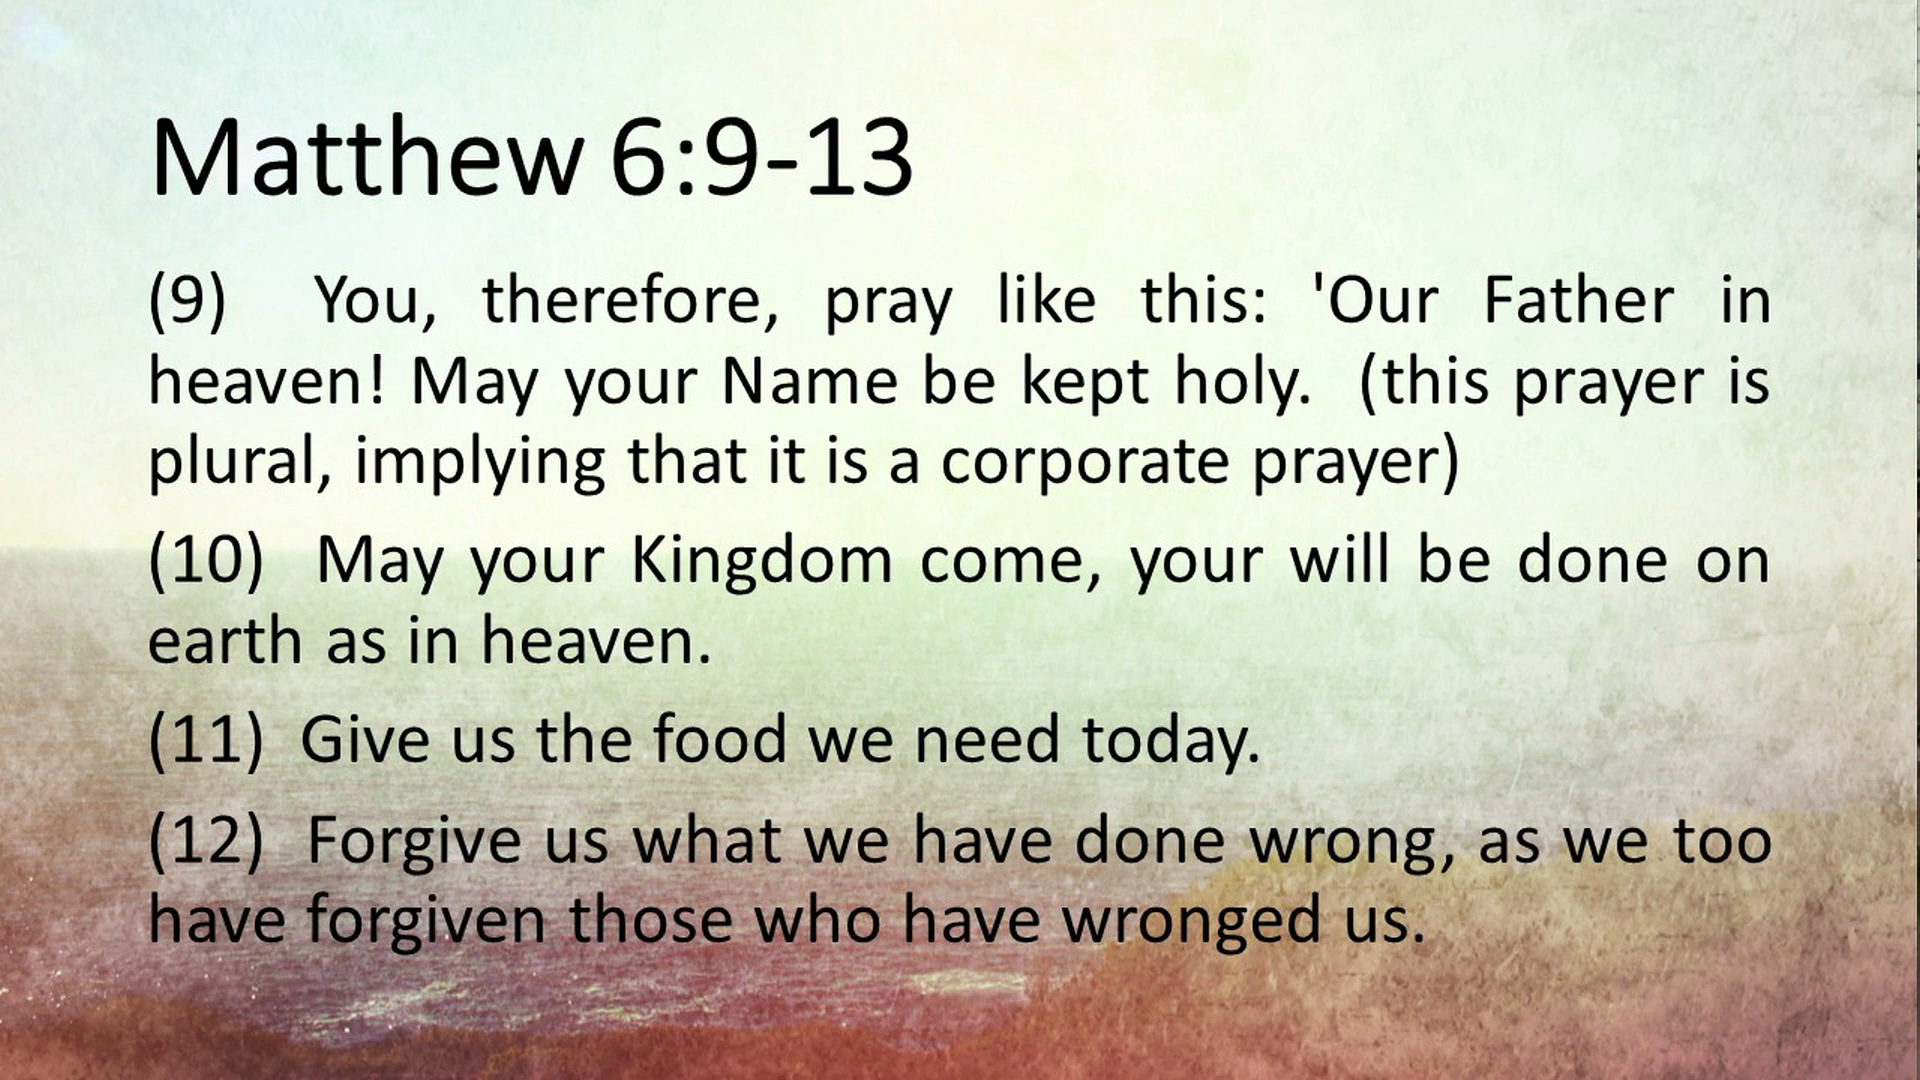 Matthew 6:9-13
(9)  You, therefore, pray like this: 'Our Father in
heaven! May your Name be kept holy.  (this prayer is
plural, implying that it is a corporate prayer)
(10)  May your Kingdom come, your will be done on
earth as in heaven.
(11)  Give us the food we need today.
(12)  Forgive us what we have done wrong, as we too
have forgiven those who have wronged us.